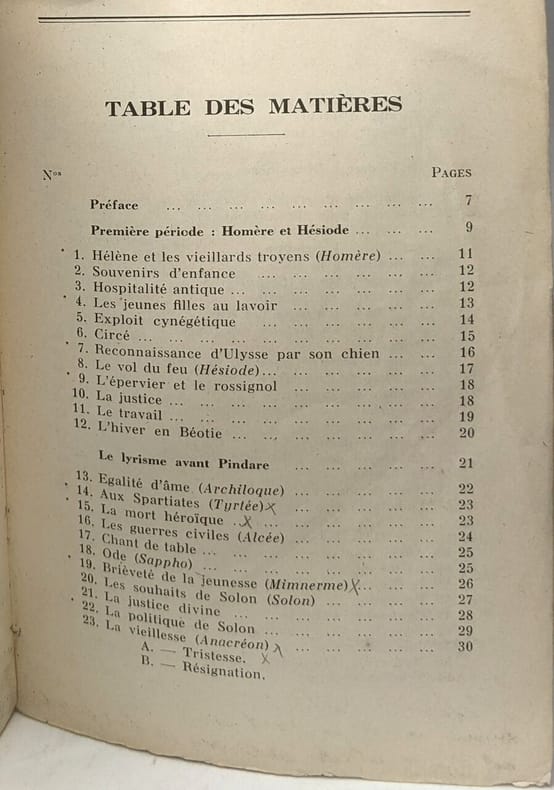 TABLE DES MATIÈRES
Nos PAGES
Préface ... ... ... ... ... ... ... ... ... 7
Première période : Homère et Hésiode ... ... ... 9
1. Hélène et les vieillards troyens (Homère) ... ... 11
2. Souvenirs d'enfance ... ... ... ... ... ... 12
3. Hospitalité antique ... ... ... ... ... ... ... 12
4. Les jeunes filles au lavoir ... ... ... ... ... 13
5. Exploit cynégétique ... ... ... ... ... ... 14
6. Circé ... ... ... ... ... ... ... ... ... ... 15
7. Reconnaissance d'Ulysse par son chien ... ... 16
8. Le vol du feu (Hésiode)... ... ... ... ... ... 17
9. L'épervier et le rossignol ... ... ... ... ... 18
10. La justice ... ... ... ... ... ... ... ... ... 18
11. Le travail ... ... ... ... ... ... ... ... ... 19
12. L'hiver en Béotie ... ... ... ... ... ... ... 20
Le lyrisme avant Pindare ... ... ... ... ... 21
13. Egalité d'âme (Archiloque) ... ... ... ... ... 22
14. Aux Spartiates (Tyrtée) ... ... ... ... ... 23
15. La mort héroïque ... ... ... ... ... ... ... 23
16. Les guerres civiles (Alcée) ... ... ... ... ... 24
17. Chant de table ... ... ... ... ... ... ... ... 25
18. Ode (Sappho) ... ... ... ... ... ... ... ... 25
19. Brièveté de la jeunesse (Mimnerme) ... ... ... 26
20. Les souhaits de Solon (Solon) ... ... ... ... 27
21. La justice divine ... ... ... ... ... ... ... 28
22. La politique de Solon ... ... ... ... ... ... 29
23. La vieillesse (Anacréon) ... ... ... ... ... 30
A. — Tristesse.
B. — Résignation.